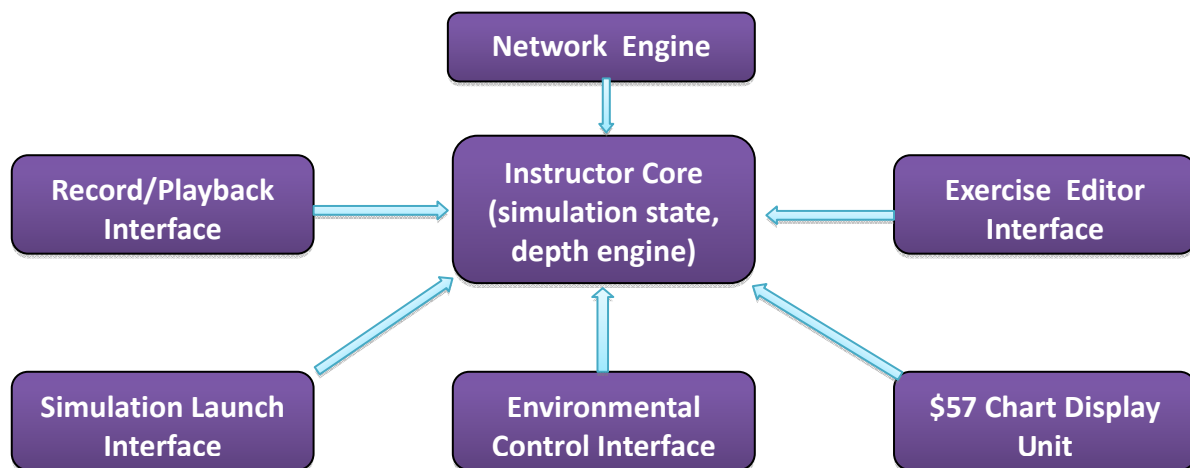 Network Engine
Instructor Core
(simulation state,
depth engine)
Record/Playback
Interface
Exercise Editor
Interface
Simulation Launch
Interface
Environmental
Control Interface
$57 Chart Display
Unit